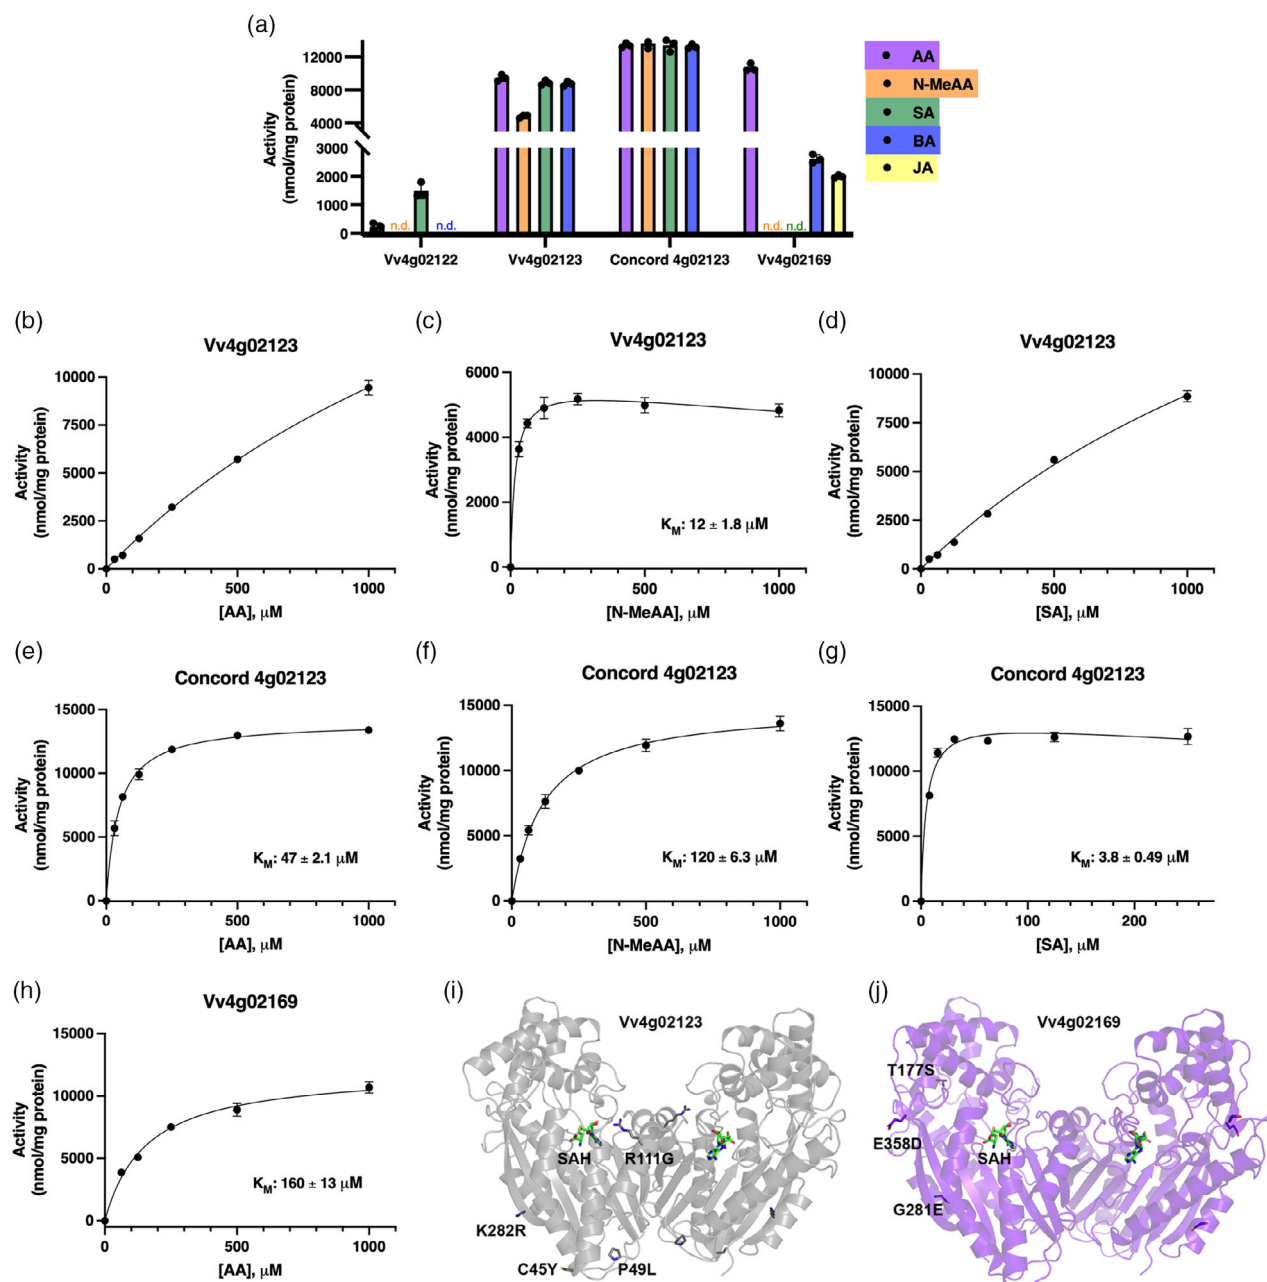 (a)
Activity
(nmol/mg protein)
12000
8000
4000
3000
2000
1000
0
n.d.
n.d.
n.d.
n.d.
Vv4g02122
Vv4g02123
Concord 4g02123
Vv4g02169
AA
N-MeAA
SA
BA
JA
(b)
Vv4g02123
Activity
(nmol/mg protein)
10000
7500
5000
2500
0
0
500
1000
[AA], μM
(c)
Vv4g02123
Activity
(nmol/mg protein)
6000
4000
2000
0
KM: 12 ± 1.8 μM
0
500
1000
[N-MeAA], μM
(d)
Vv4g02123
Activity
(nmol/mg protein)
10000
7500
5000
2500
0
0
500
1000
[SA], μM
(e)
Concord 4g02123
Activity
(nmol/mg protein)
15000
10000
5000
0
KM: 47 ± 2.1 μM
0
500
1000
[AA], μM
(f)
Concord 4g02123
Activity
(nmol/mg protein)
15000
10000
5000
0
KM: 120 ± 6.3 μM
0
500
1000
[N-MeAA], μM
(g)
Concord 4g02123
Activity
(nmol/mg protein)
15000
10000
5000
0
KM: 3.8 ± 0.49 μM
0
100
200
[SA], μM
(h)
Vv4g02169
Activity
(nmol/mg protein)
15000
10000
5000
0
KM: 160 ± 13 μM
0
500
1000
[AA], μM
(i)
Vv4g02123
SAH
R111G
K282R
C45Y
P49L
(j)
Vv4g02169
T177S
E358D
SAH
G281E